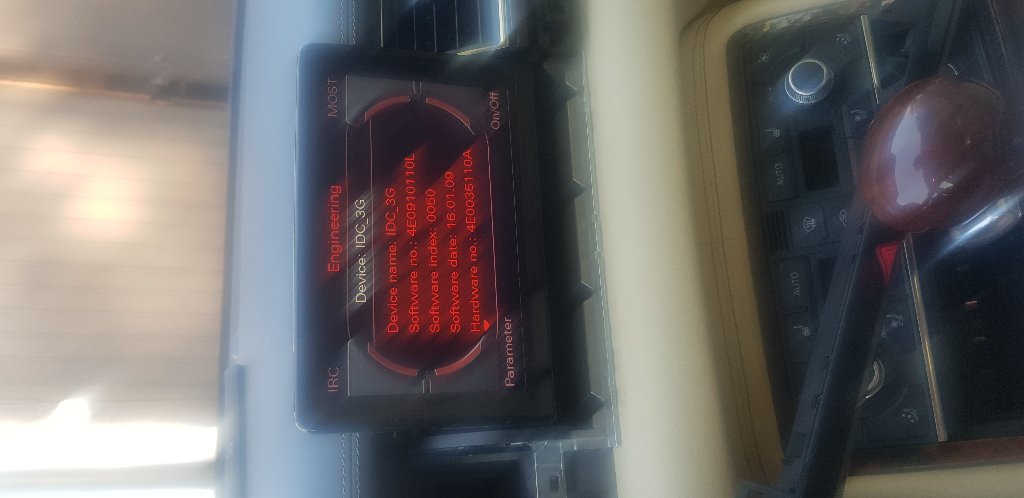 IRC Engineering MOST
Device: IDC_3G
Device name: IDC_3G
Software no.: 4E0910110L
Software index: 0050
Software date: 16.01.09
Hardware no.: 4E0035110A
Parameter On/Off
AUTO
AUTO